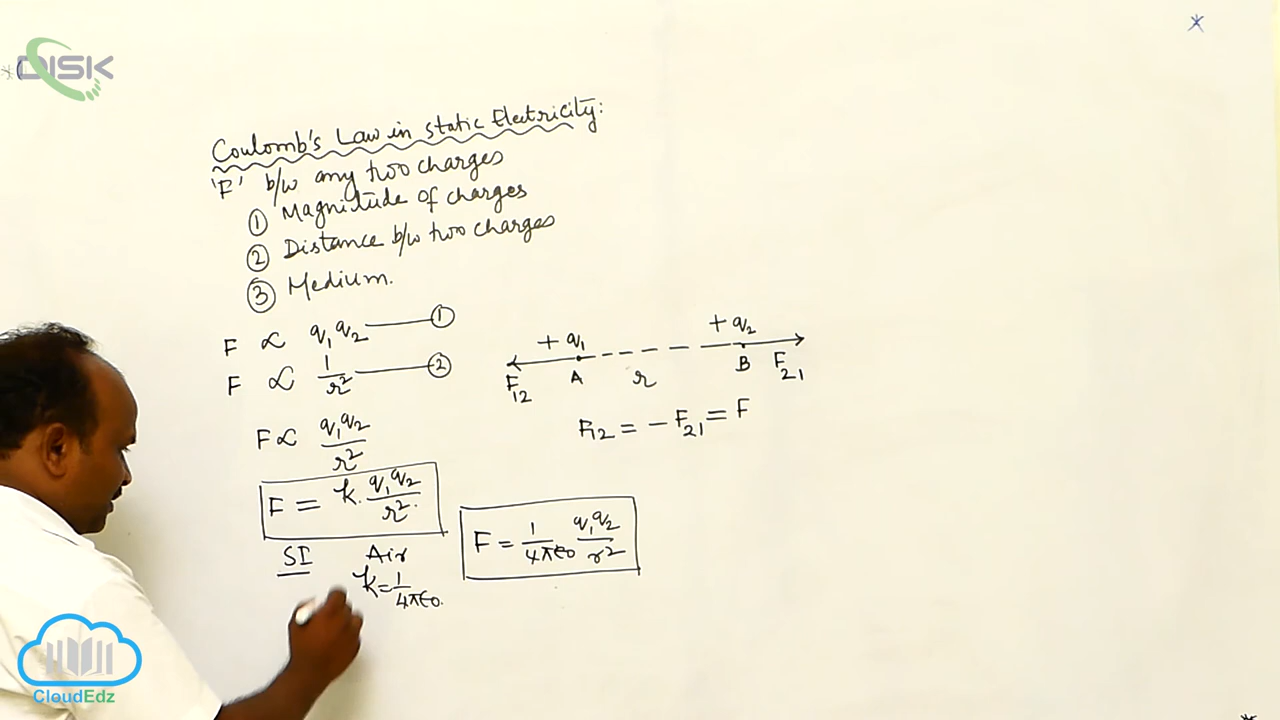 DISK
Coulomb's Law in static Electricity:
'F' b/w any two charges
① Magnitude of charges
② Distance b/w two charges
③ Medium.
F ∝ q₁q₂ — ①
F ∝ 1/r² — ②
F ∝ q₁q₂/r²
F = K. q₁q₂/r²
SI Air
K = 1/4πϵ₀.
F = 1/4πϵ₀ q₁q₂/r²
+q₁ +q₂
F₁₂ A r B F₂₁
F₁₂ = − F₂₁ = F
CloudEdz